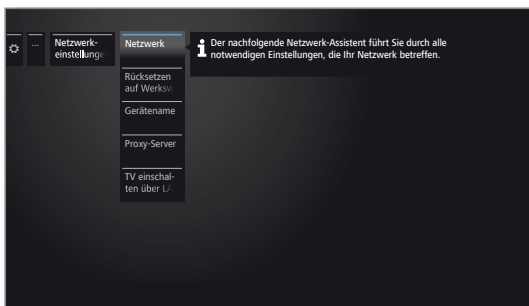 ...
Netzwerk-
einstellunge
Netzwerk
Der nachfolgende Netzwerk-Assistent führt Sie durch alle
notwendigen Einstellungen, die Ihr Netzwerk betreffen.
Rücksetzen
auf Werksw
Gerätename
Proxy-Server
TV einschal-
ten über LA